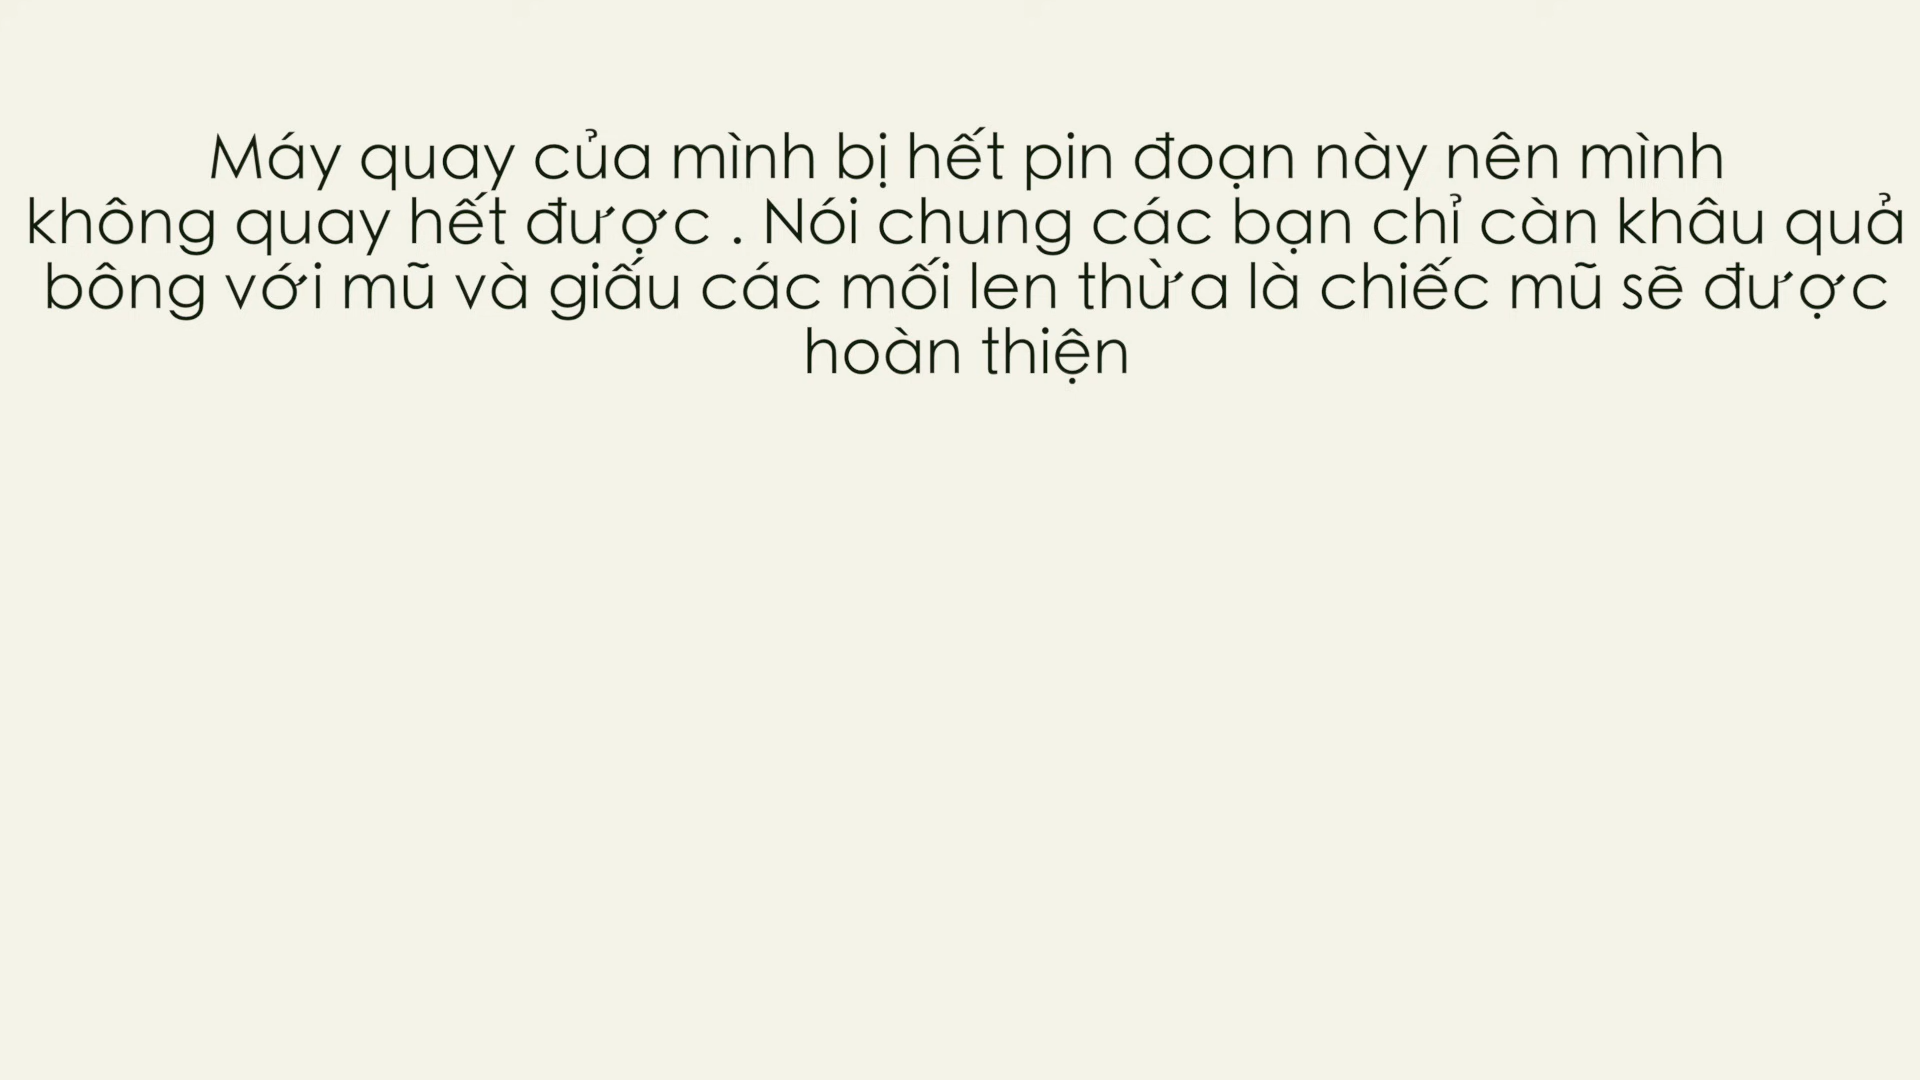 Máy quay của mình bị hết pin đoạn này nên mình
không quay hết được . Nói chung các bạn chỉ càn khâu quả
bông với mũ và giấu các mối len thừa là chiếc mũ sẽ được
hoàn thiện